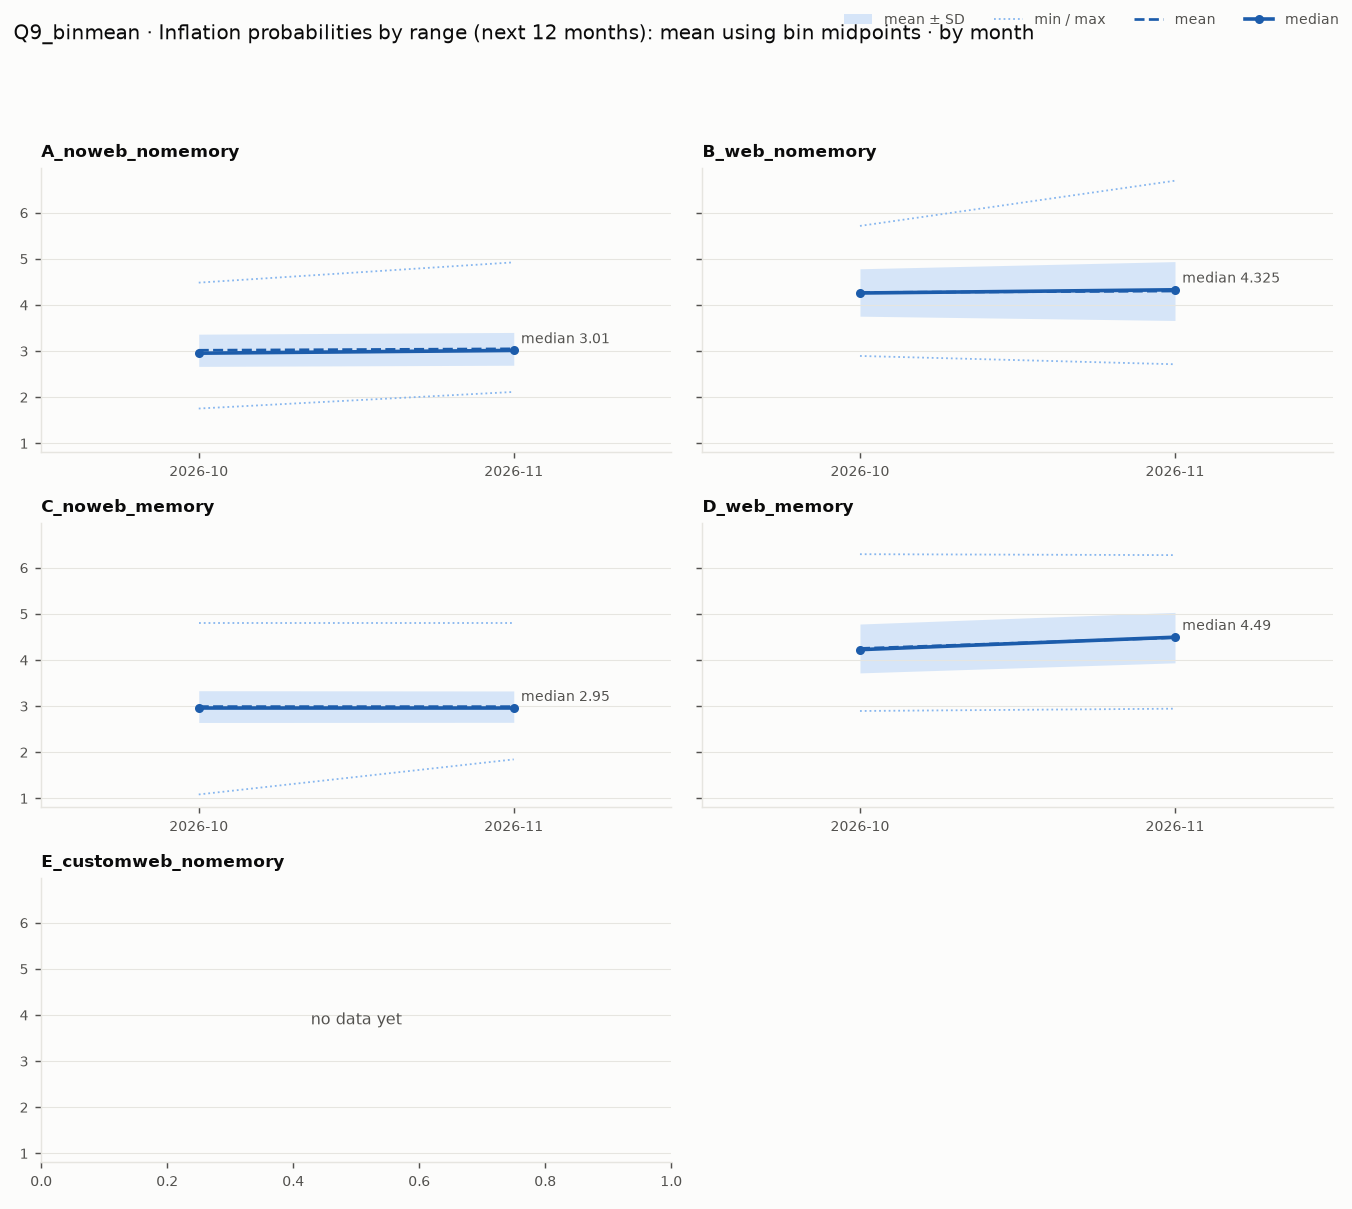 mean ± SD min / max mean median
Q9_binmean · Inflation probabilities by range (next 12 months): mean using bin midpoints · by month
A_noweb_nomemory
6
5
4
3
2
1
median 3.01
2026-10 2026-11
B_web_nomemory
median 4.325
2026-10 2026-11
C_noweb_memory
6
5
4
3
2
1
median 2.95
2026-10 2026-11
D_web_memory
median 4.49
2026-10 2026-11
E_customweb_nomemory
6
5
4
3
2
1
no data yet
0.0 0.2 0.4 0.6 0.8 1.0